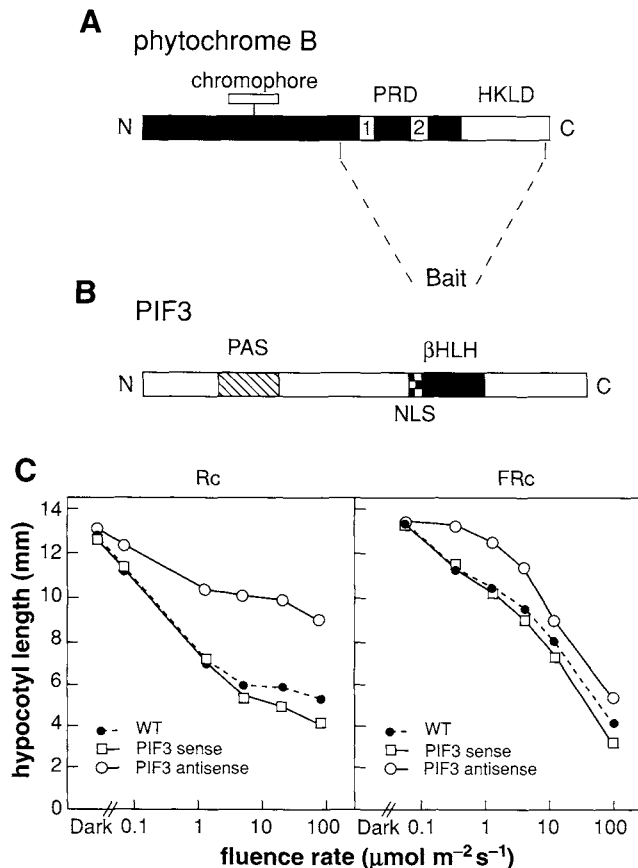 A
phytochrome B
chromophore
PRD
HKLD
N
1
2
C
Bait
B
PIF3
PAS
βHLH
N
C
NLS
C
Rc
FRc
hypocotyl length (mm)
14
12
10
8
6
4
2
0
WT
PIF3 sense
PIF3 antisense
WT
PIF3 sense
PIF3 antisense
Dark 0.1 1 10 100
Dark 0.1 1 10 100
fluence rate (μmol m⁻² s⁻¹)